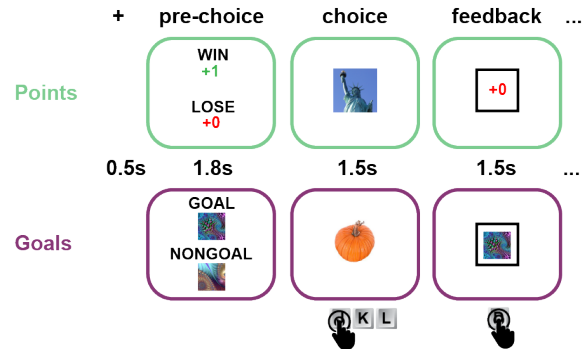 + pre-choice choice feedback ...
Points
WIN
+1
LOSE
+0
+0
0.5s 1.8s 1.5s 1.5s ...
Goals
GOAL
NONGOAL
K L